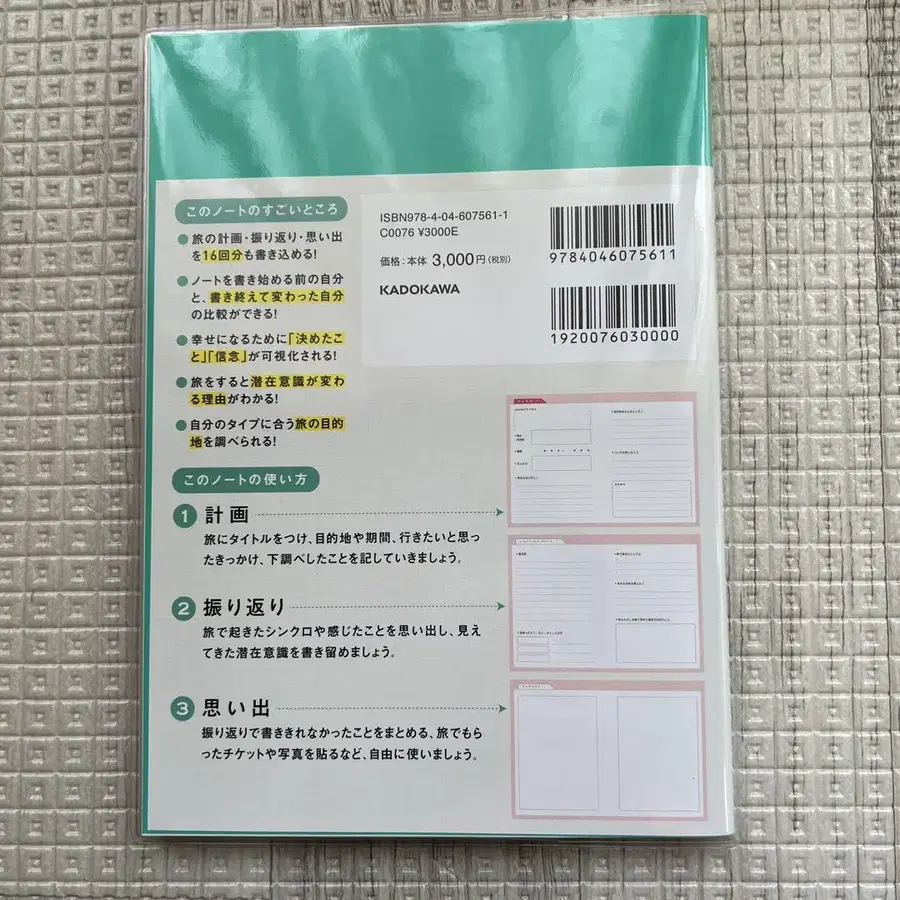 このノートのすごいところ
● 旅の計画・振り返り・思い出
を16回分も書き込める!
● ノートを書き始める前の自分
と、書き終えて変わった自分
の比較ができる!
● 幸せになるために「決めたこ
と」「信念」が可視化される!
● 旅をすると潜在意識が変わ
る理由がわかる!
● 自分のタイプに合う旅の目的
地を調べられる!
ISBN978-4-04-607561-1
C0076 ¥3000E
価格:本体 3,000円(税別)
KADOKAWA
9784046075611
1920076030000
このノートの使い方
1 計画
旅にタイトルをつけ、目的地や期間、行きたいと思っ
たきっかけ、下調べしたことを記していきましょう。
2 振り返り
旅で起きたシンクロや感じたことを思い出し、見え
てきた潜在意識を書き留めましょう。
3 思い出
振り返りで書ききれなかったことをまとめる、旅でもら
ったチケットや写真を貼るなど、自由に使いましょう。